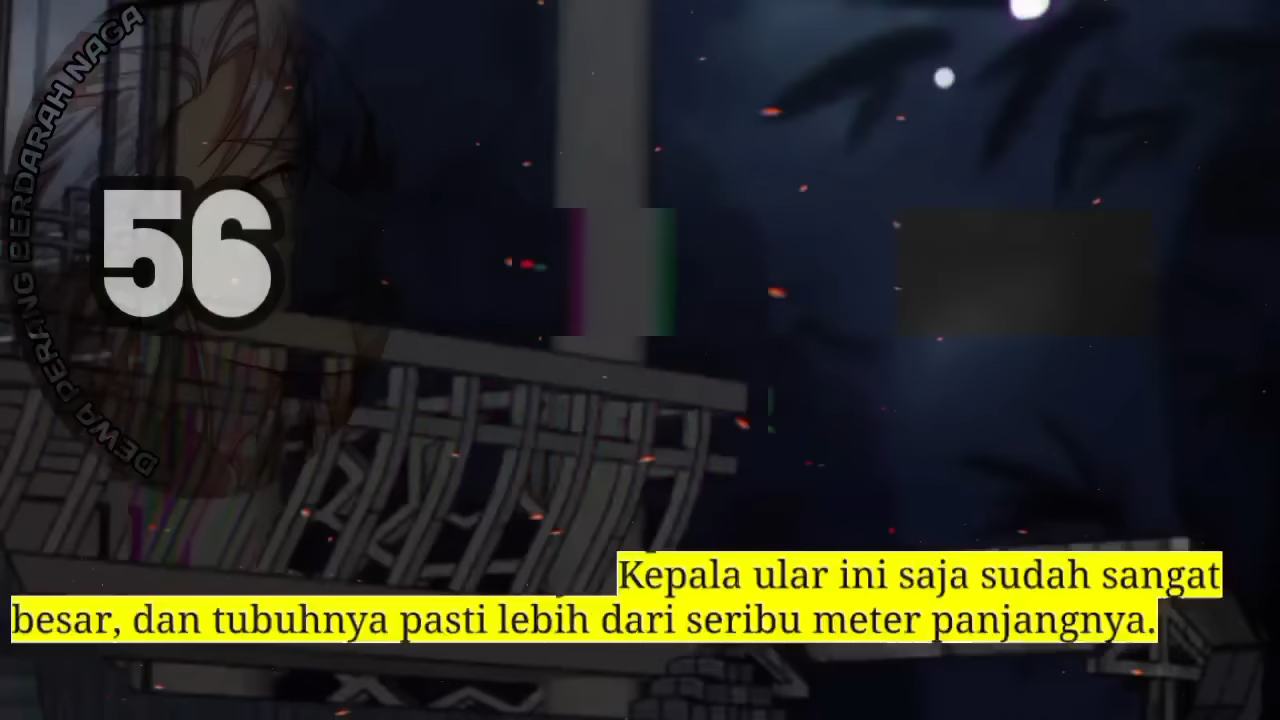 DEWA PERANG BERDARAH NAGA
56
Kepala ular ini saja sudah sangat
besar, dan tubuhnya pasti lebih dari seribu meter panjangnya.